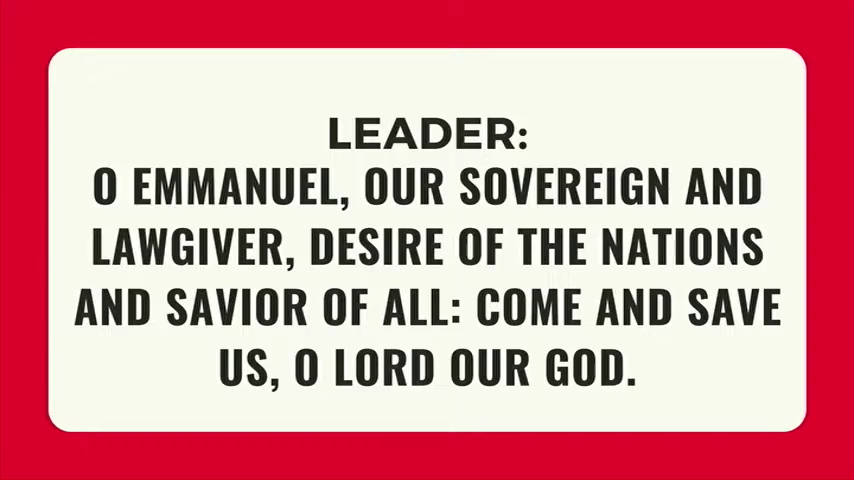 LEADER:
O EMMANUEL, OUR SOVEREIGN AND
LAWGIVER, DESIRE OF THE NATIONS
AND SAVIOR OF ALL: COME AND SAVE
US, O LORD OUR GOD.